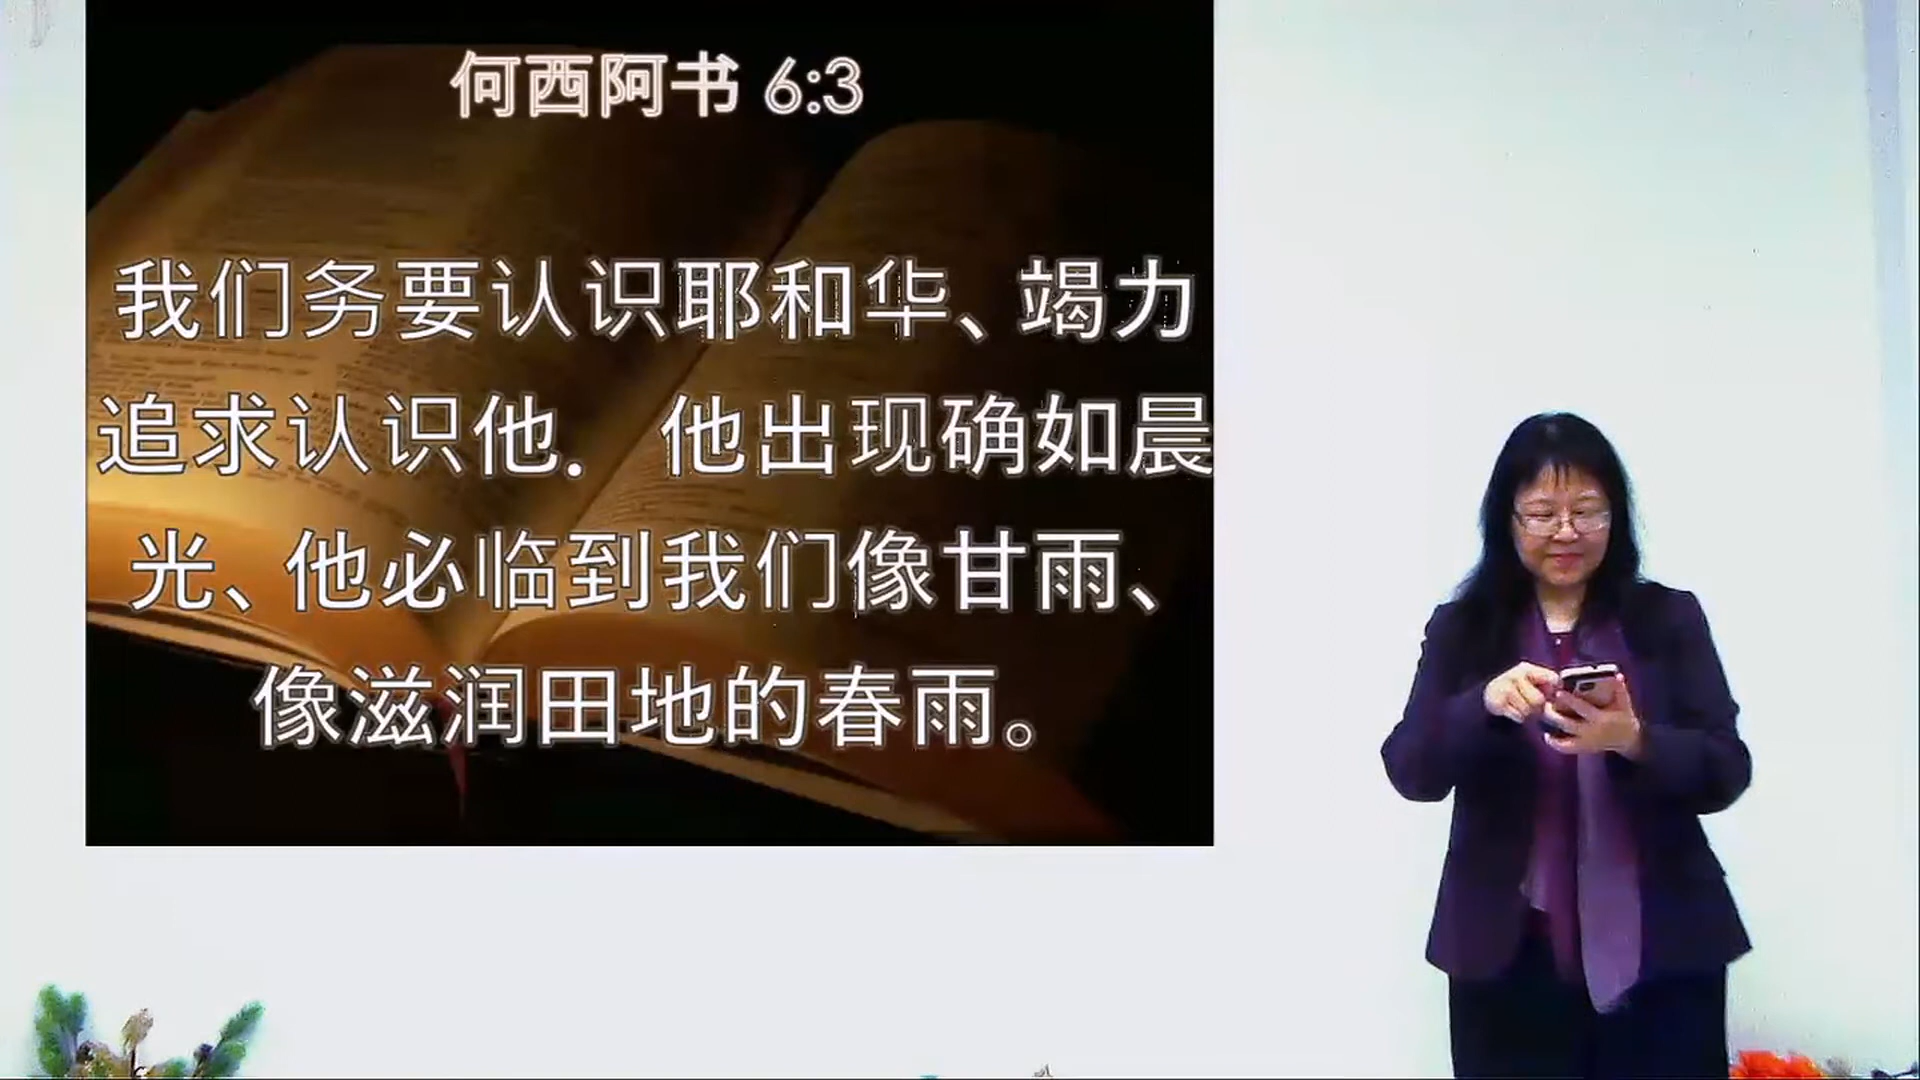 何西阿书 6:3
我们务要认识耶和华、竭力
追求认识他. 他出现确如晨
光、他必临到我们像甘雨、
像滋润田地的春雨。